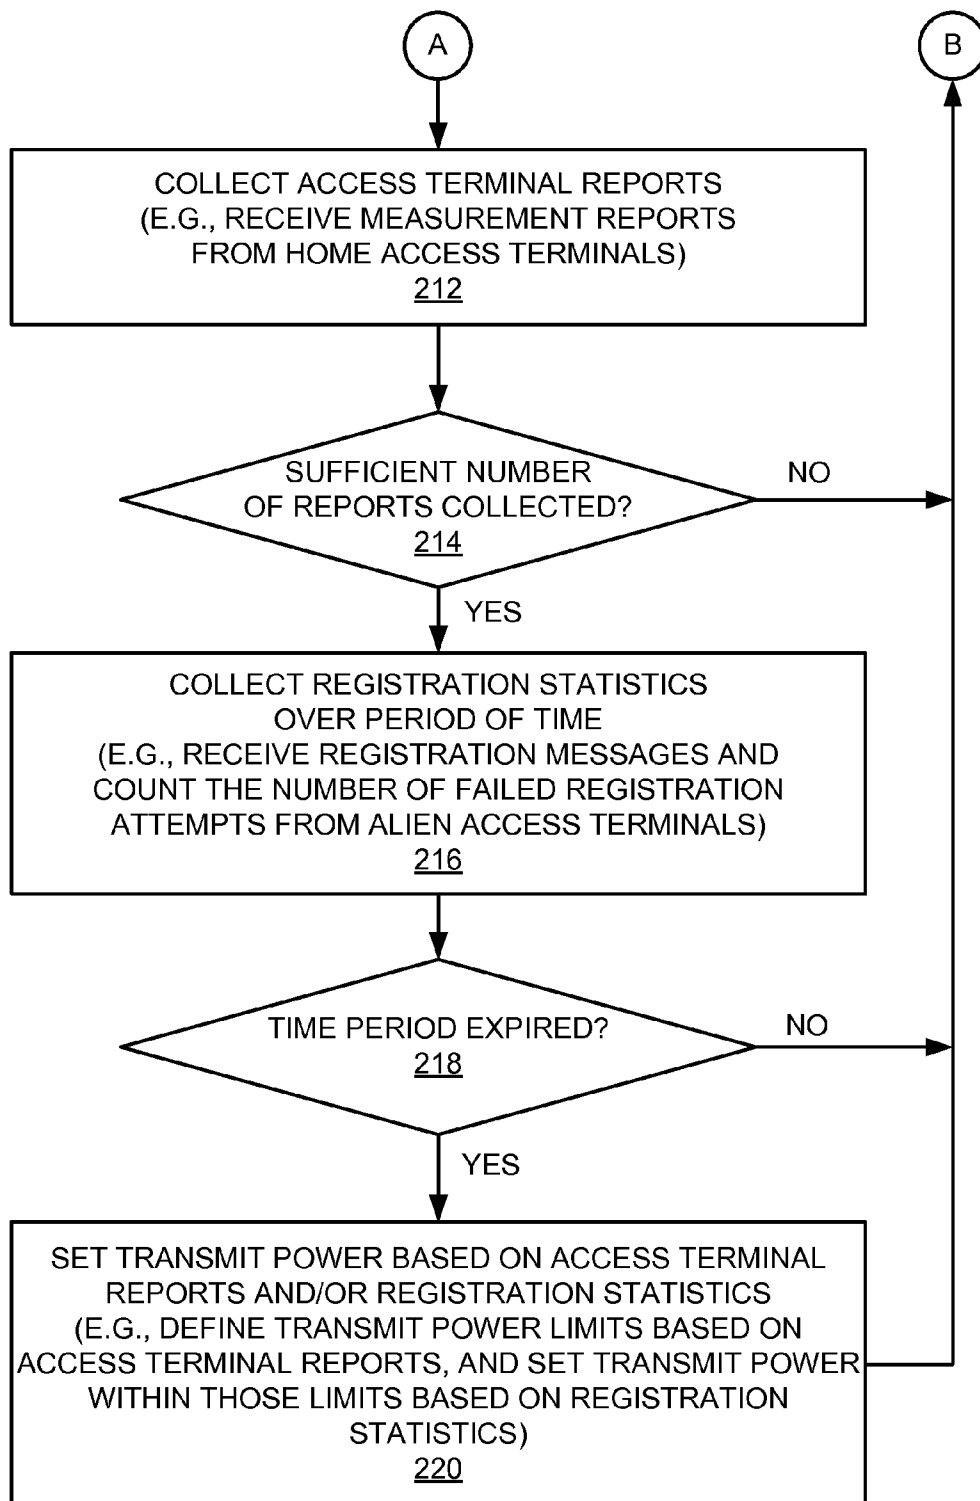 A
B
COLLECT ACCESS TERMINAL REPORTS
(E.G., RECEIVE MEASUREMENT REPORTS
FROM HOME ACCESS TERMINALS)
212
SUFFICIENT NUMBER
OF REPORTS COLLECTED?
214
NO
YES
COLLECT REGISTRATION STATISTICS
OVER PERIOD OF TIME
(E.G., RECEIVE REGISTRATION MESSAGES AND
COUNT THE NUMBER OF FAILED REGISTRATION
ATTEMPTS FROM ALIEN ACCESS TERMINALS)
216
TIME PERIOD EXPIRED?
218
NO
YES
SET TRANSMIT POWER BASED ON ACCESS TERMINAL
REPORTS AND/OR REGISTRATION STATISTICS
(E.G., DEFINE TRANSMIT POWER LIMITS BASED ON
ACCESS TERMINAL REPORTS, AND SET TRANSMIT POWER
WITHIN THOSE LIMITS BASED ON REGISTRATION
STATISTICS)
220